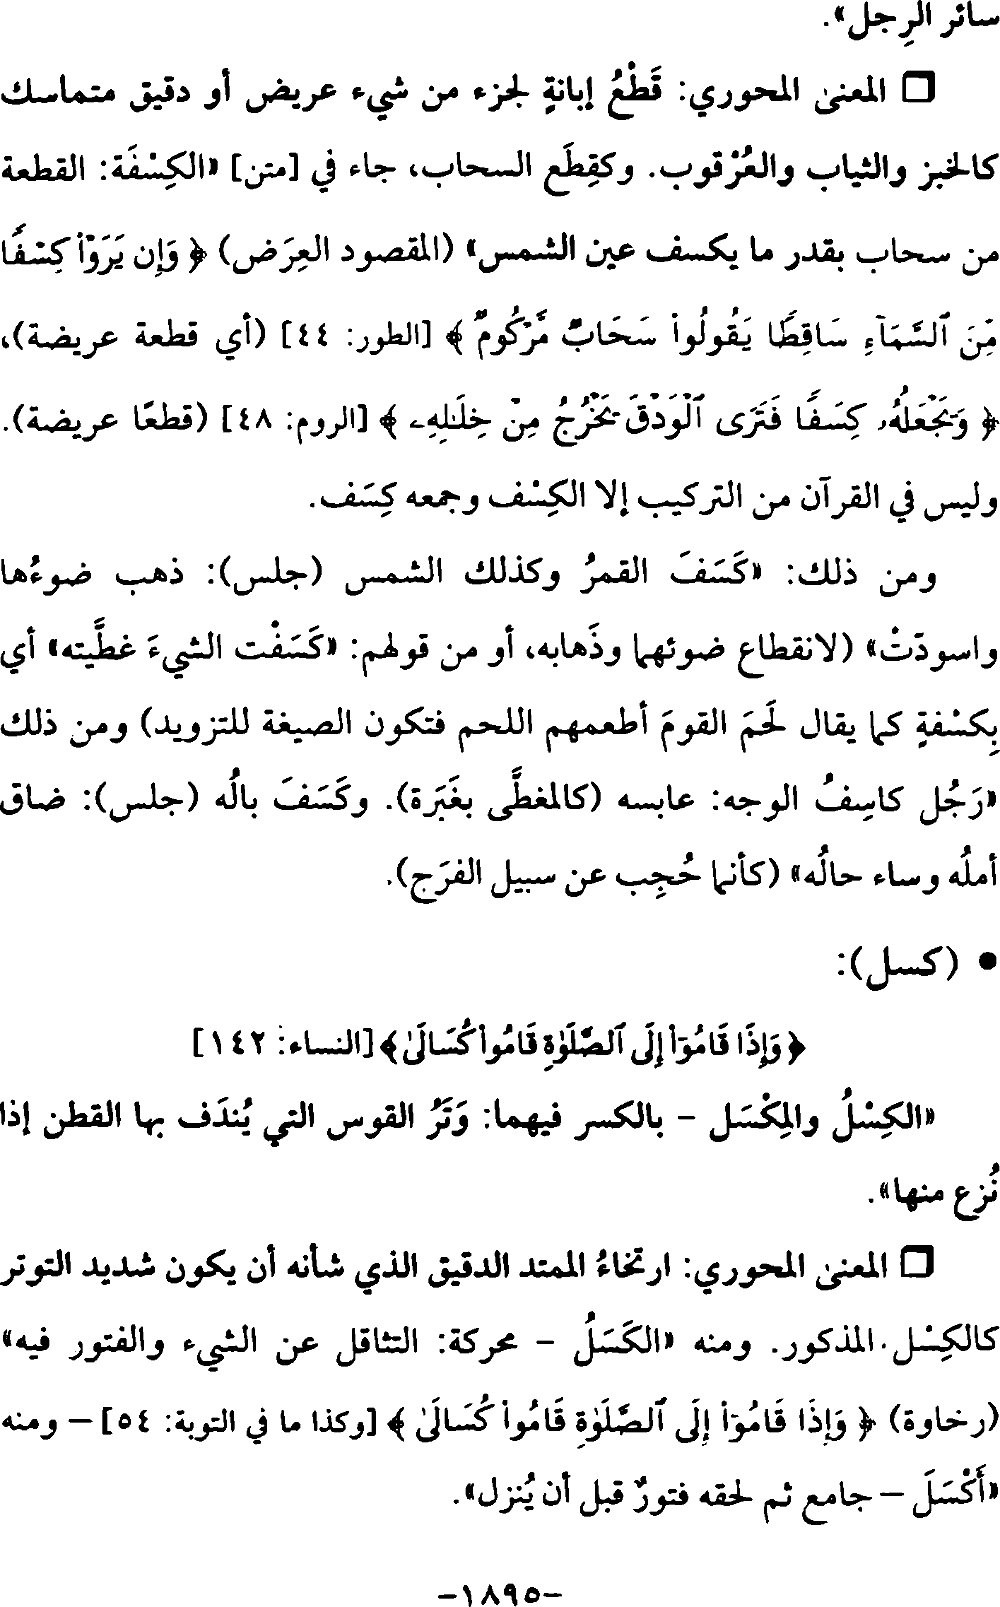 سائر الرِجل».
❒ المعنى المحوري: قَطْعُ إبانةٍ لجزء من شيء عريض أو دقيق متماسك
كالخبز والثياب والعُرْقوب. وكقِطَع السحاب، جاء في [متن] «الكِسْفَة: القطعة
من سحاب بقدر ما يكسف عين الشمس» (المقصود العِرَض) ﴿ وَإِن يَرَوْا۟ كِسْفًا
مِّنَ ٱلسَّمَآءِ سَاقِطًا يَقُولُوا۟ سَحَابٌ مَّرْكُومٌ ﴾ [الطور: ٤٤] (أي قطعة عريضة)،
﴿ وَيَجْعَلُهُۥ كِسَفًا فَتَرَى ٱلْوَدْقَ يَخْرُجُ مِنْ خِلَٰلِهِۦ ﴾ [الروم: ٤٨] (قطعًا عريضة).
وليس في القرآن من التركيب إلا الكِسْف وجمعه كِسَف.
ومن ذلك: «كَسَفَ القمرُ وكذلك الشمس (جلس): ذهب ضوءُها
واسودّتْ» (لانقطاع ضوئهما وذَهابه، أو من قولهم: «كَسَفْت الشيءَ غطَّيته» أي
بِكسْفةٍ كما يقال لَحَمَ القومَ أطعمهم اللحم فتكون الصيغة للتزويد) ومن ذلك
«رَجُل كاسِفُ الوجه: عابسه (كالمغطَّى بغَبَرة). وكَسَفَ بالُه (جلس): ضاق
أملُه وساء حالُه» (كأنما حُجِب عن سبيل الفرَج).
• (كسل):
﴿ وَإِذَا قَامُوٓا۟ إِلَى ٱلصَّلَوٰةِ قَامُوا۟ كُسَالَىٰ ﴾ [النساء: ١٤٢]
«الكِسْلُ والمِكْسَل – بالكسر فيهما: وَتَرُ القوس التي يُندَف بها القطن إذا
نُزع منها».
❒ المعنى المحوري: ارتخاءُ الممتد الدقيق الذي شأنه أن يكون شديد التوتر
كالكِسْل المذكور. ومنه «الكَسَلُ – محركة: التثاقل عن الشيء والفتور فيه»
(رخاوة) ﴿ وَإِذَا قَامُوٓا۟ إِلَى ٱلصَّلَوٰةِ قَامُوا۟ كُسَالَىٰ ﴾ [وكذا ما في التوبة: ٥٤] – ومنه
«أَكْسَلَ – جامع ثم لحقه فتورٌ قبل أن يُنزل».
-١٨٩٥-